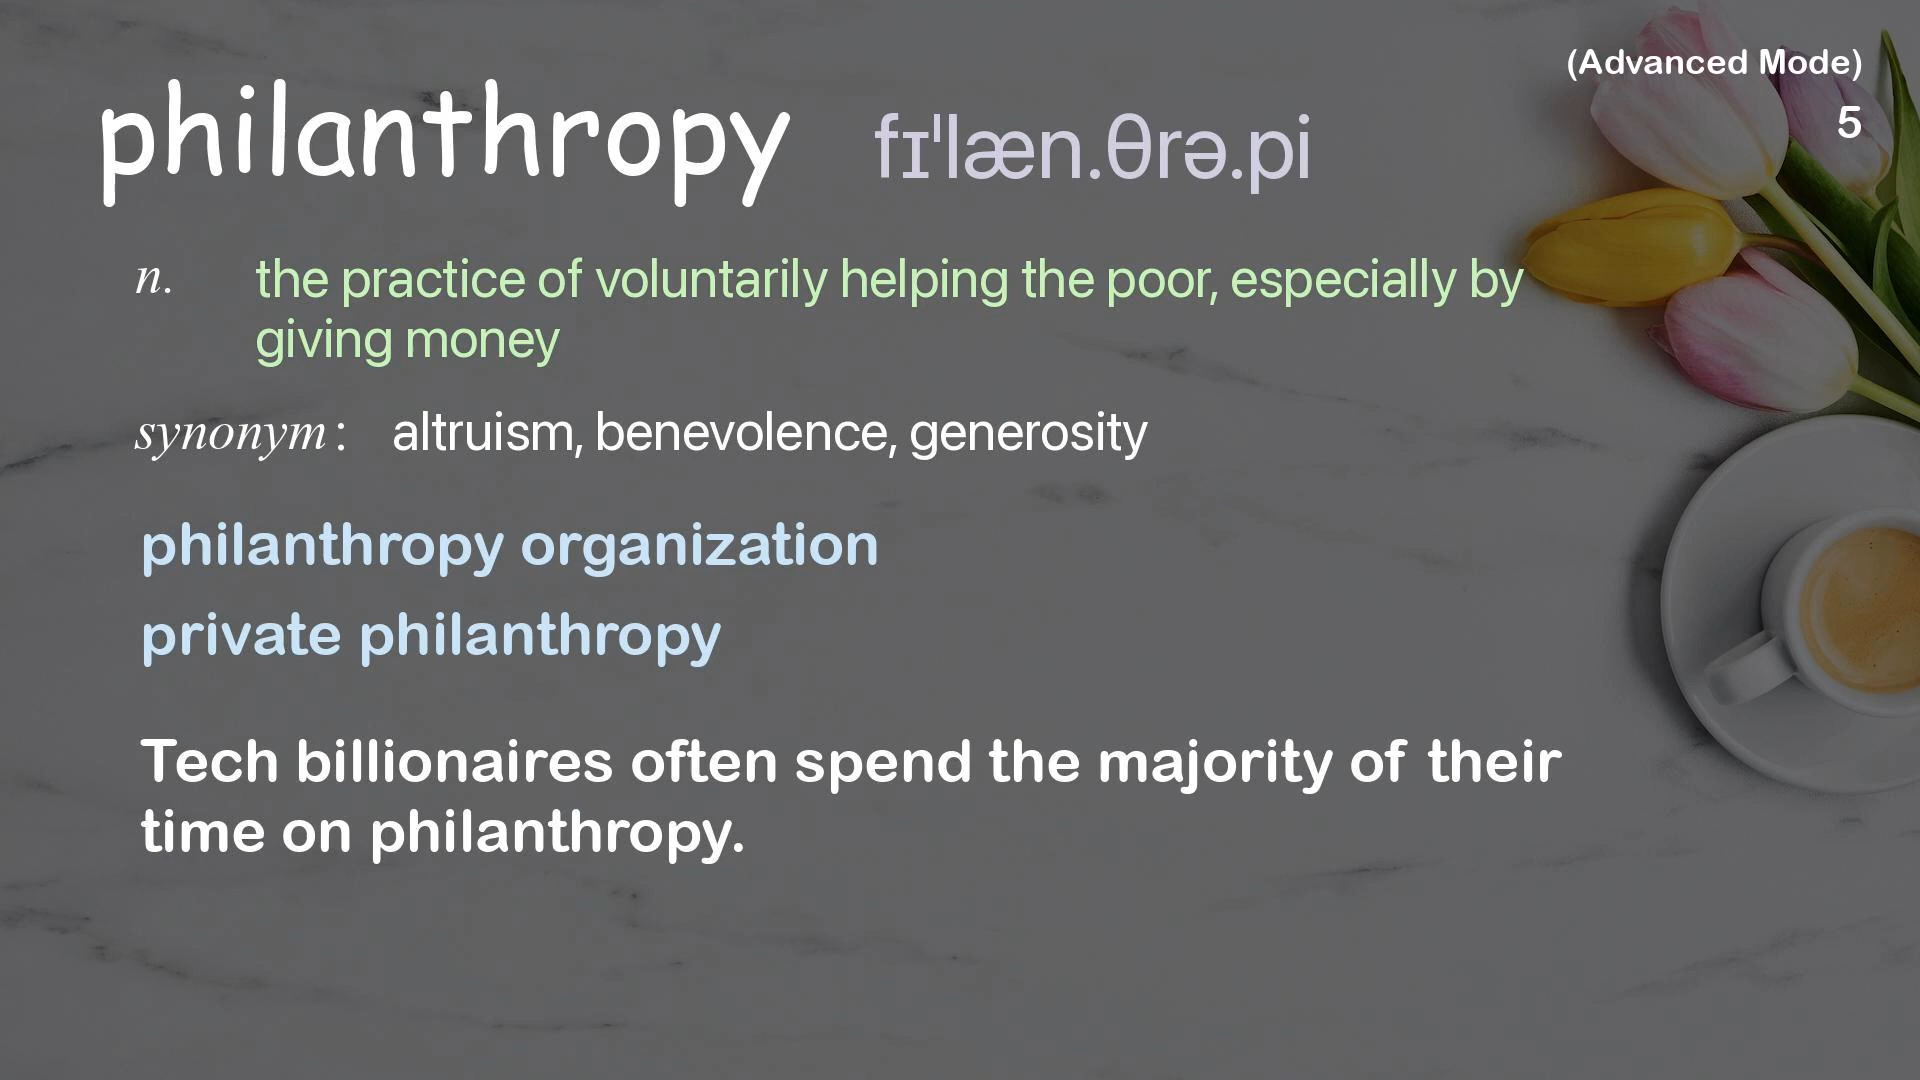 (Advanced Mode)
5
philanthropy fɪˈlæn.θrə.pi
n. the practice of voluntarily helping the poor, especially by
giving money
synonym: altruism, benevolence, generosity
philanthropy organization
private philanthropy
Tech billionaires often spend the majority of their
time on philanthropy.